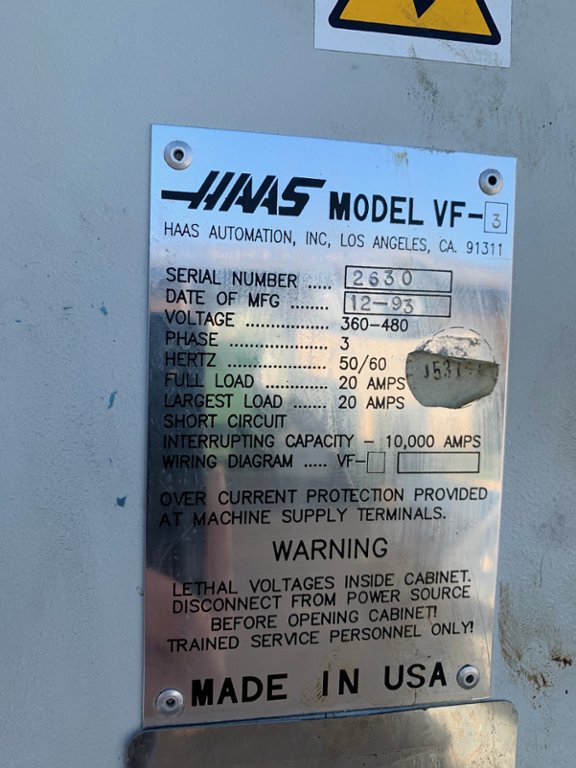 HAAS MODEL VF-3
HAAS AUTOMATION, INC, LOS ANGELES, CA. 91311
SERIAL NUMBER ..... 2630
DATE OF MFG ........ 12-93
VOLTAGE ................ 360-480
PHASE ................... 3
HERTZ ................... 50/60
FULL LOAD ............ 20 AMPS
LARGEST LOAD ....... 20 AMPS
SHORT CIRCUIT
INTERRUPTING CAPACITY - 10,000 AMPS
WIRING DIAGRAM ..... VF-
OVER CURRENT PROTECTION PROVIDED
AT MACHINE SUPPLY TERMINALS.
WARNING
LETHAL VOLTAGES INSIDE CABINET.
DISCONNECT FROM POWER SOURCE
BEFORE OPENING CABINET!
TRAINED SERVICE PERSONNEL ONLY!
MADE IN USA